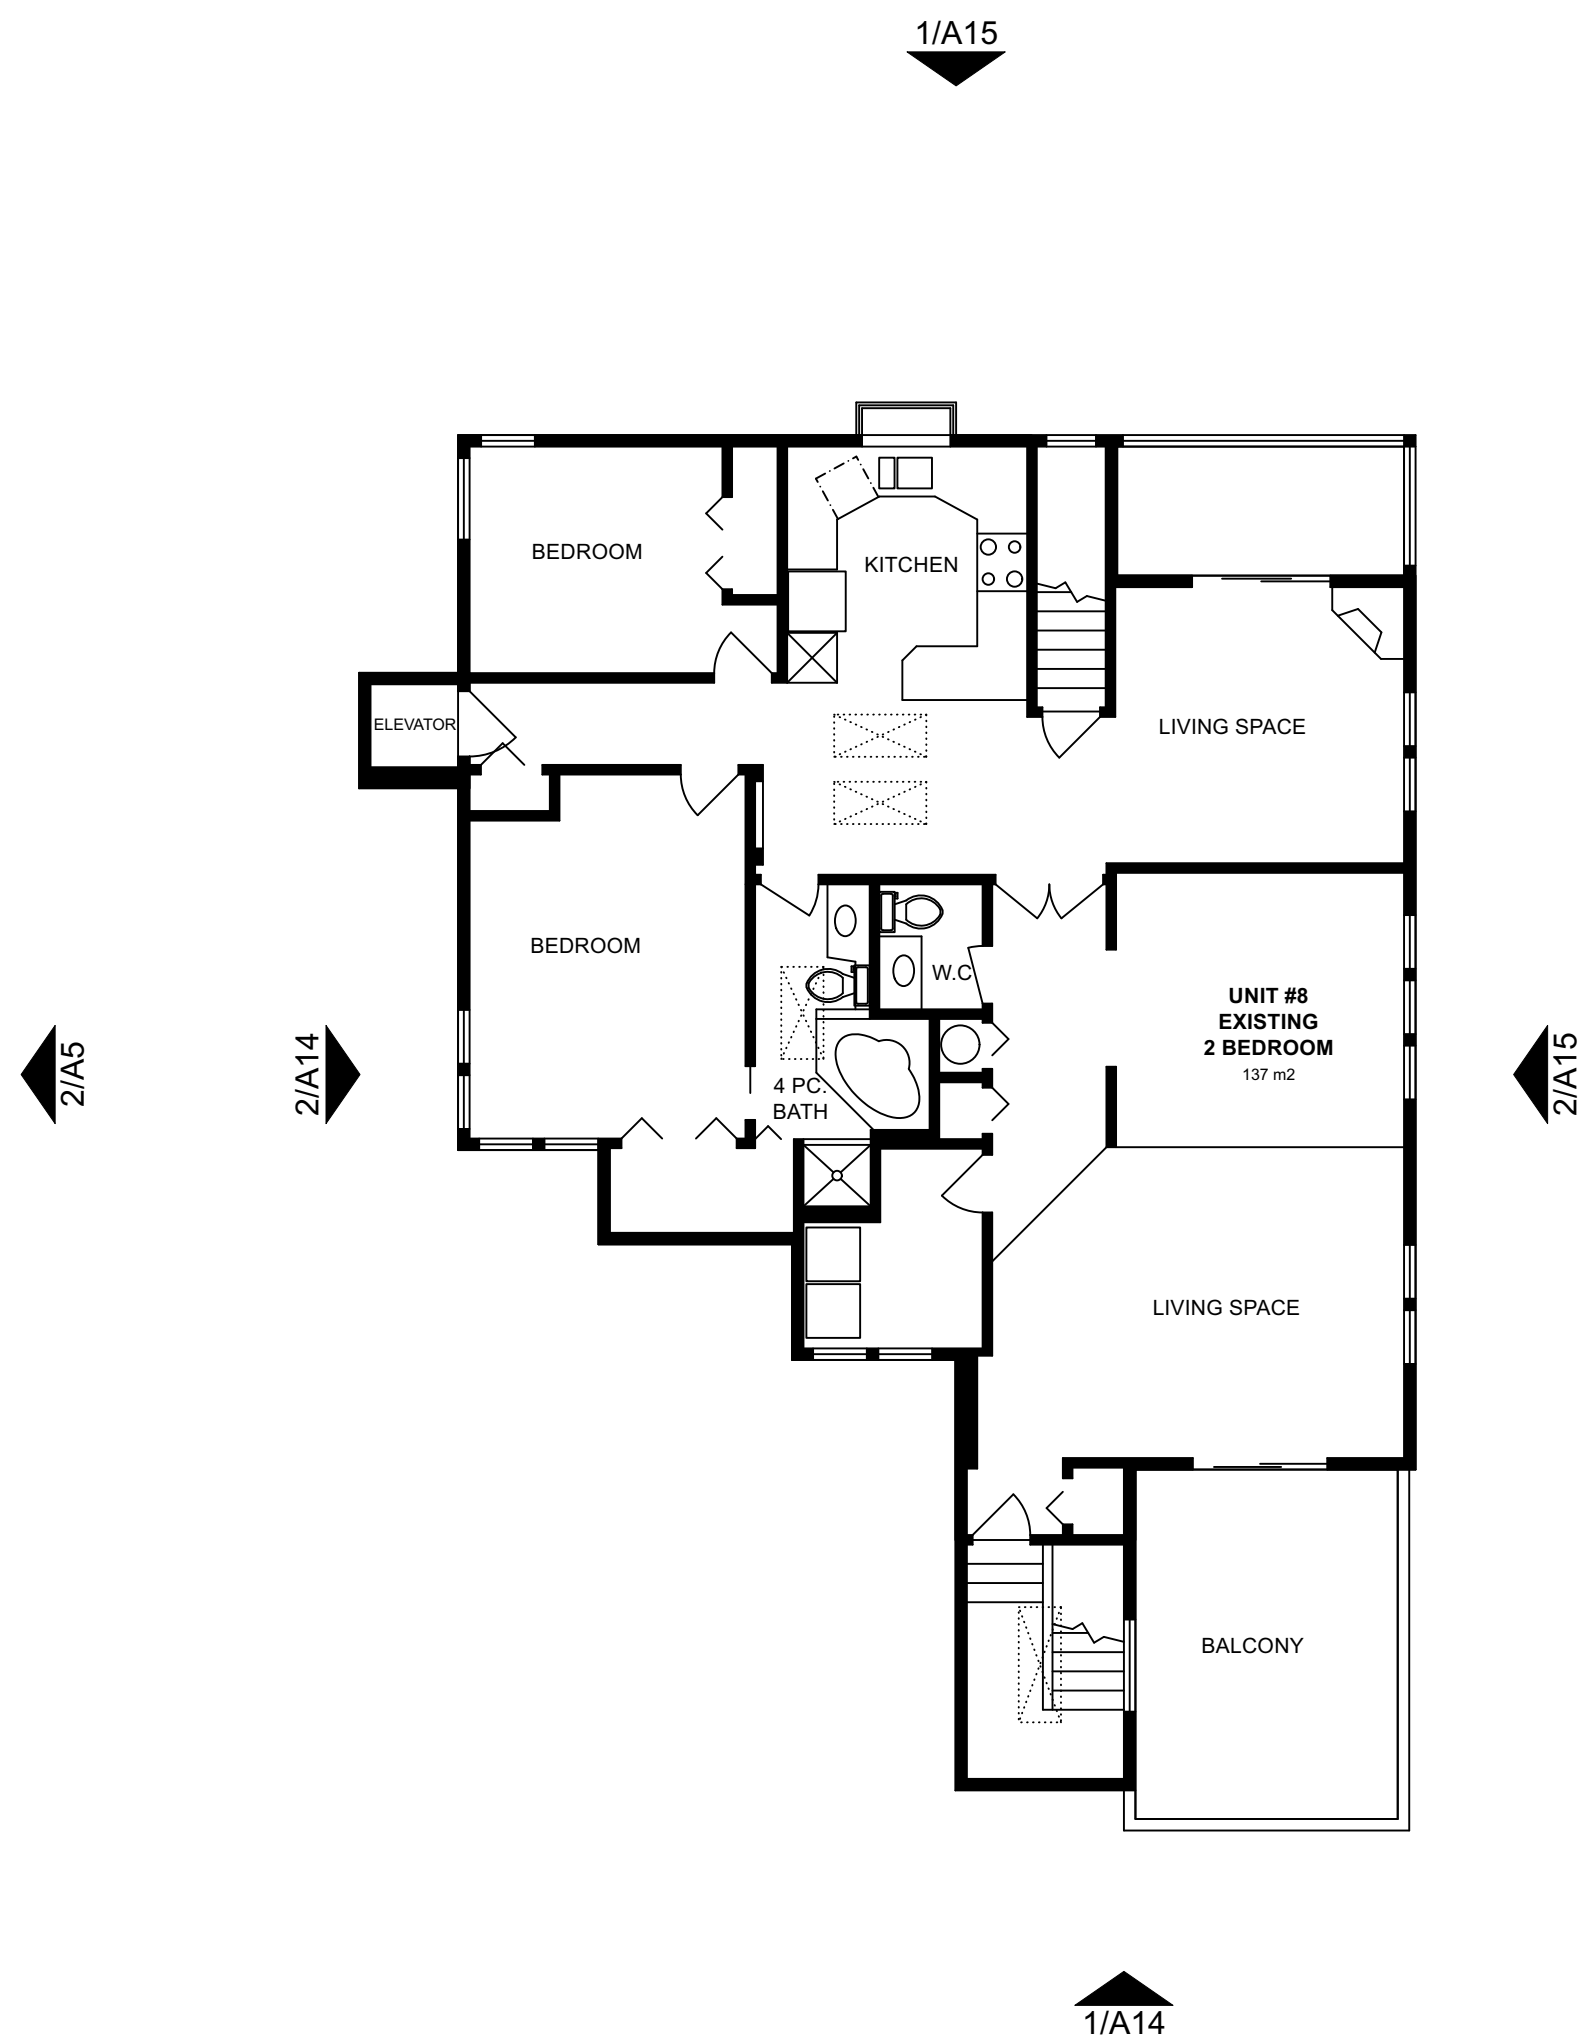 1/A15
BEDROOM
KITCHEN
ELEVATOR
LIVING SPACE
BEDROOM
W.C
UNIT #8
EXISTING
2 BEDROOM
137 m2
2/A5
2/A14
2/A15
4 PC.
BATH
LIVING SPACE
BALCONY
1/A14